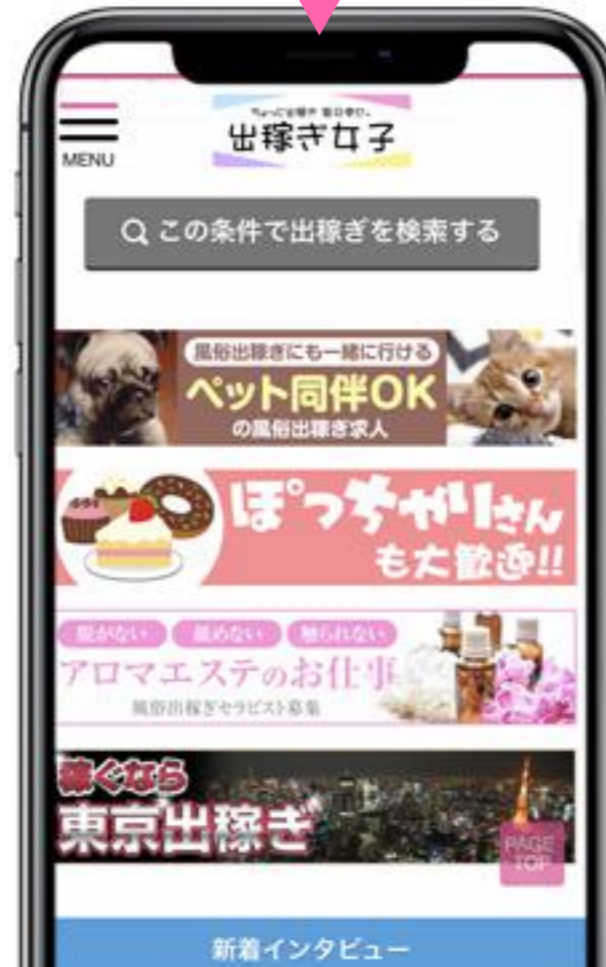 MENU
ちょっと出稼ぎ 毎日幸び。
出稼ぎ女子
この条件で出稼ぎを検索する
風俗出稼ぎにも一緒に行ける
ペット同伴OK
の風俗出稼ぎ求人
ぽっちゃりさん
も大歓迎!!
脱がない 舐めない 触られない
アロマエステのお仕事
風俗出稼ぎセラピスト募集
稼ぐなら
東京出稼ぎ
PAGE
TOP
新着インタビュー